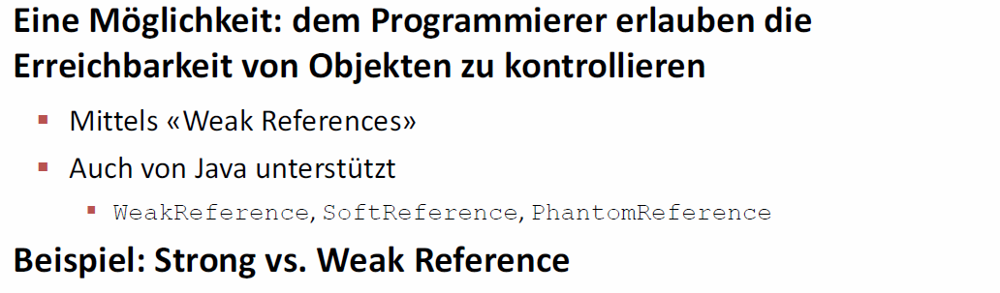 Eine Möglichkeit: dem Programmierer erlauben die
Erreichbarkeit von Objekten zu kontrollieren
▪ Mittels «Weak References»
▪ Auch von Java unterstützt
▪ WeakReference, SoftReference, PhantomReference
Beispiel: Strong vs. Weak Reference